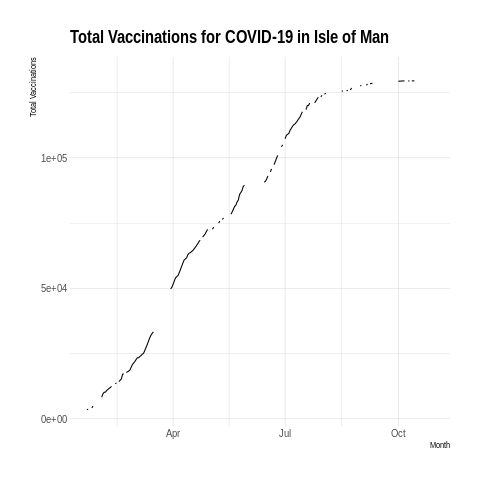 Total Vaccinations for COVID-19 in Isle of Man
Total Vaccinations
1e+05
5e+04
0e+00
Apr
Jul
Oct
Month